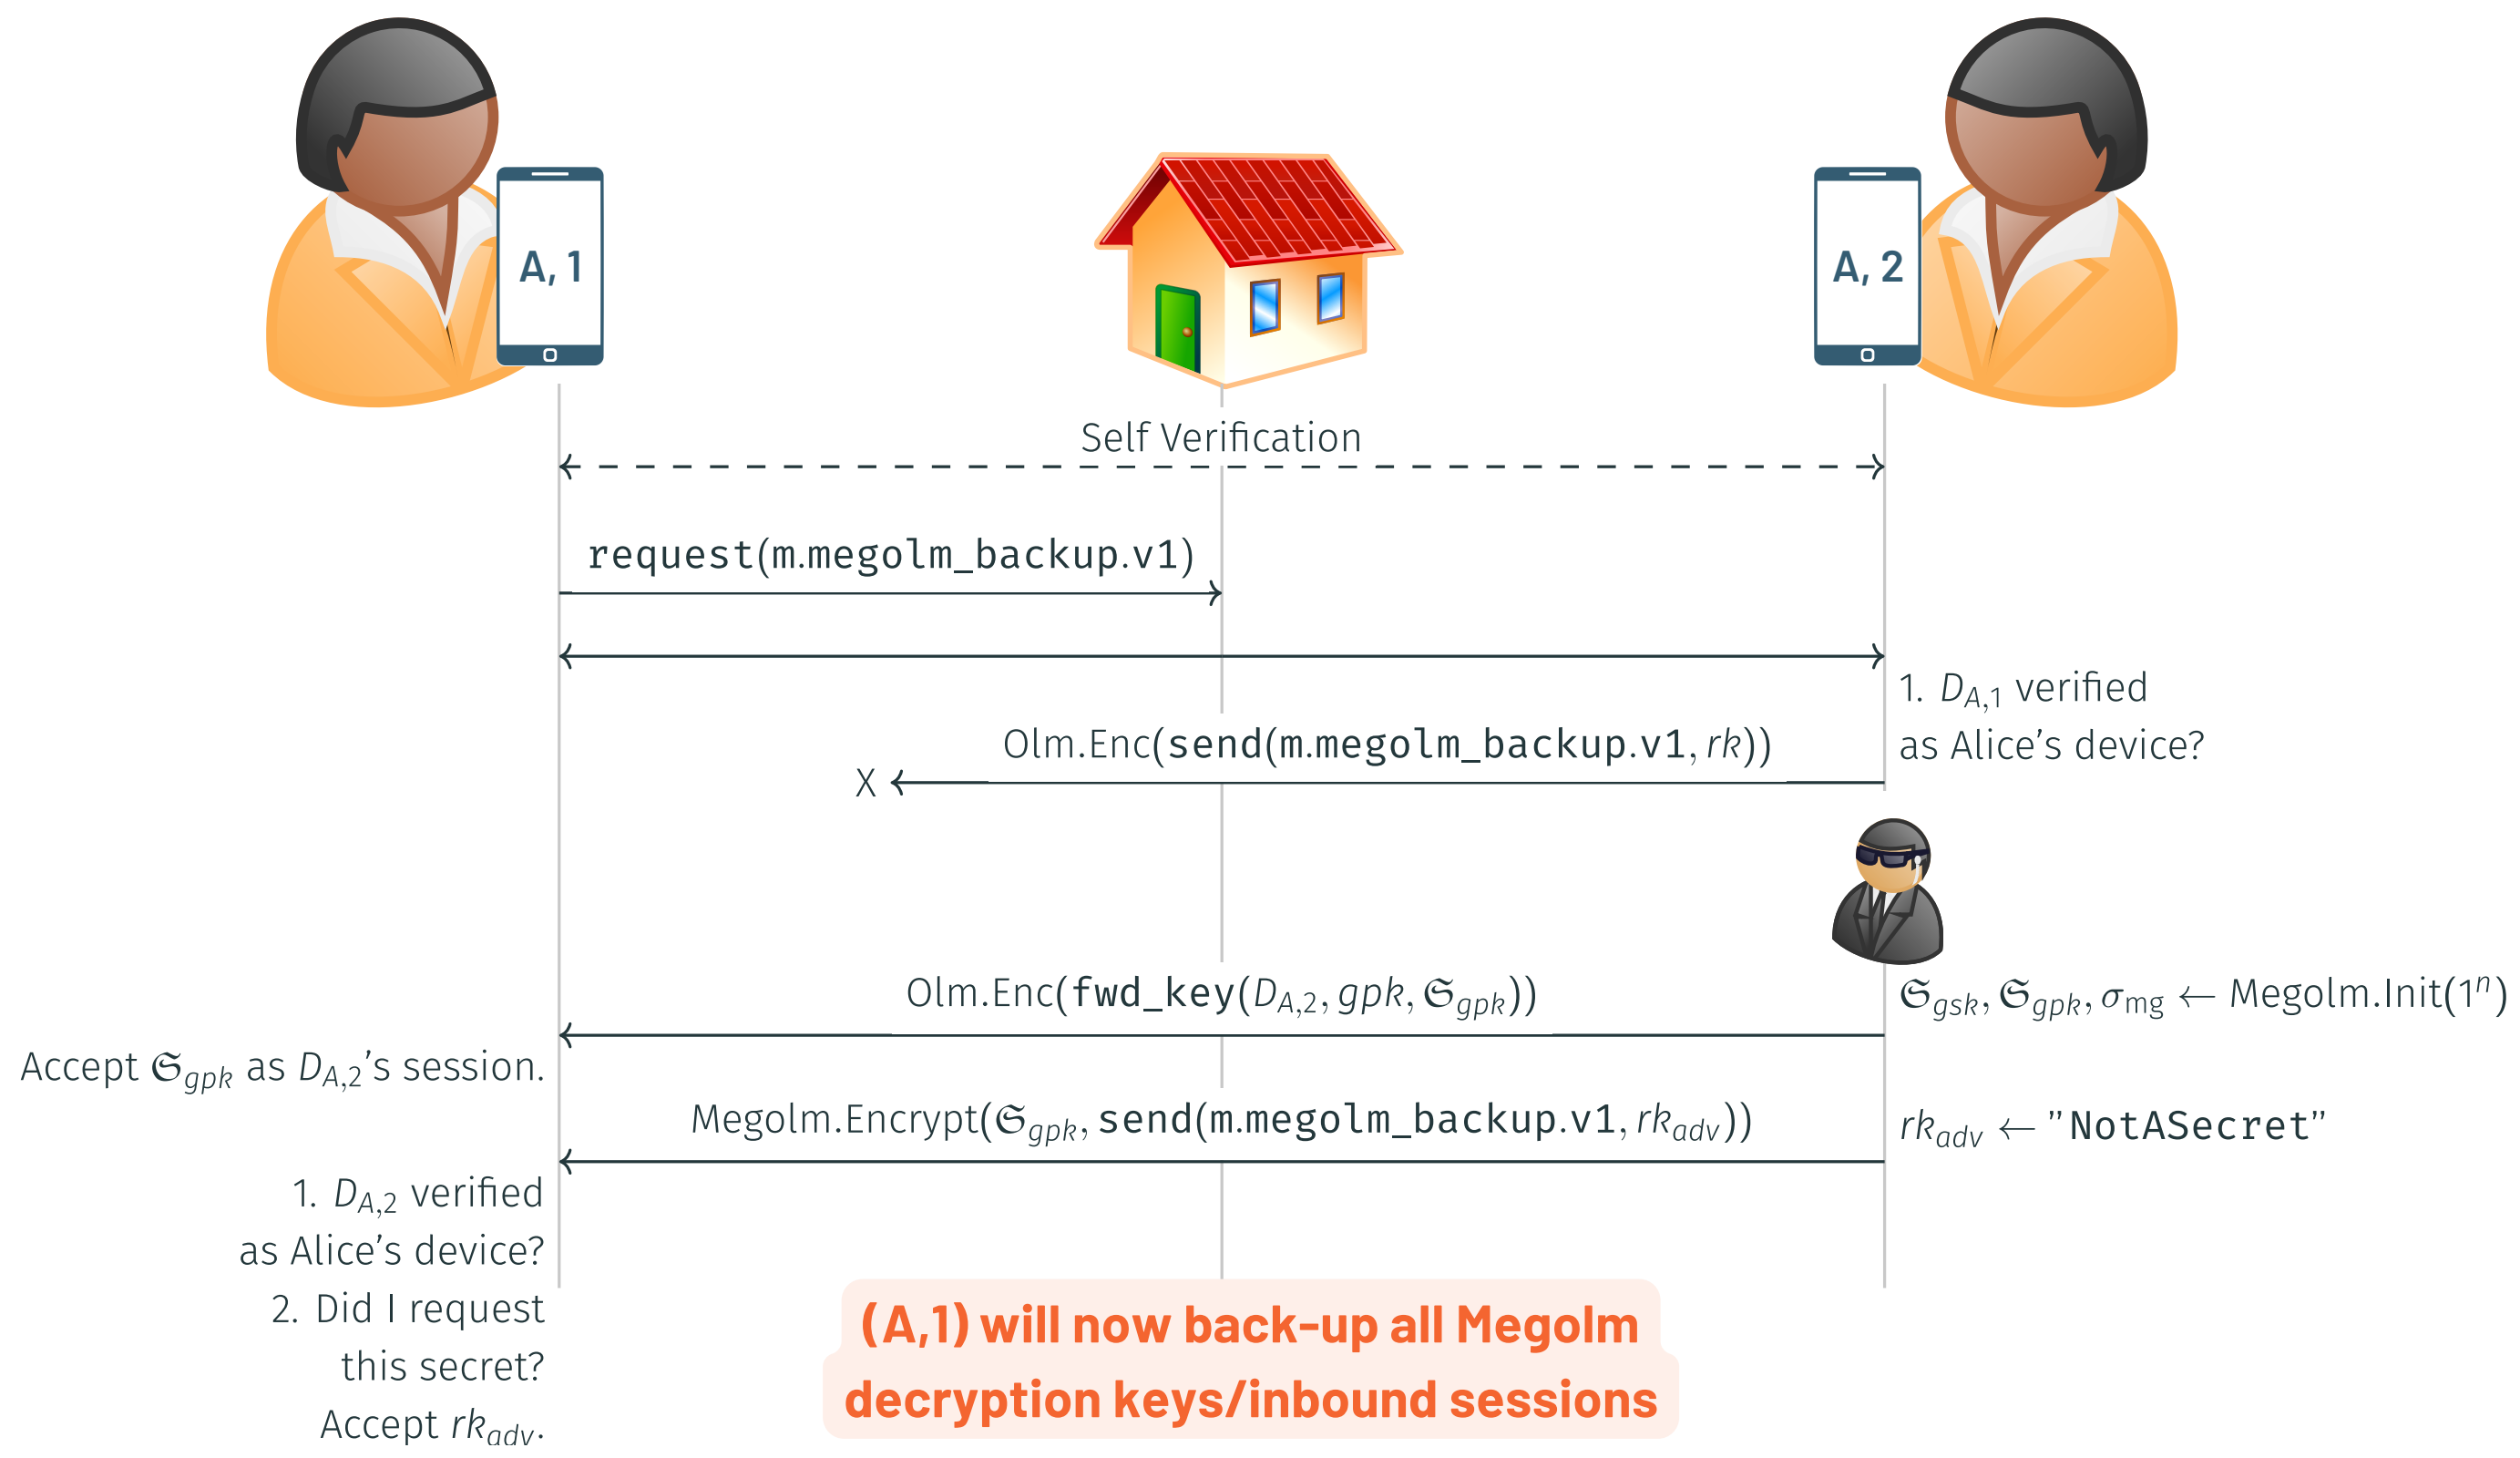 A, 1
A, 2
Self Verification
request(m.megolm_backup.v1)
1. D_{A,1} verified
as Alice’s device?
Olm.Enc(send(m.megolm_backup.v1, rk))
X
Olm.Enc(fwd_key(D_{A,2}, gpk, 𝔖_{gpk}))
𝔖_{gsk}, 𝔖_{gpk}, σ_{mg} ← Megolm.Init(1^n)
Accept 𝔖_{gpk} as D_{A,2}’s session.
Megolm.Encrypt(𝔖_{gpk}, send(m.megolm_backup.v1, rk_{adv}))
rk_{adv} ← ”NotASecret”
1. D_{A,2} verified
as Alice’s device?
2. Did I request
this secret?
Accept rk_{adv}.
(A,1) will now back-up all Megolm
decryption keys/inbound sessions